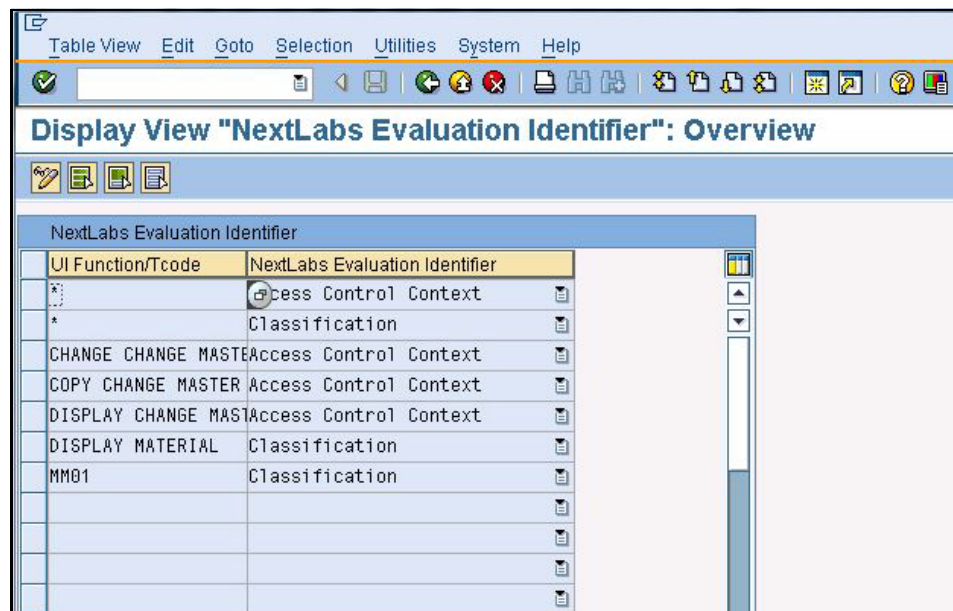 Table View Edit Goto Selection Utilities System Help
Display View "NextLabs Evaluation Identifier": Overview
NextLabs Evaluation Identifier
UI Function/Tcode NextLabs Evaluation Identifier
* cess Control Context
* Classification
CHANGE CHANGE MASTE Access Control Context
COPY CHANGE MASTER Access Control Context
DISPLAY CHANGE MAST Access Control Context
DISPLAY MATERIAL Classification
MM01 Classification